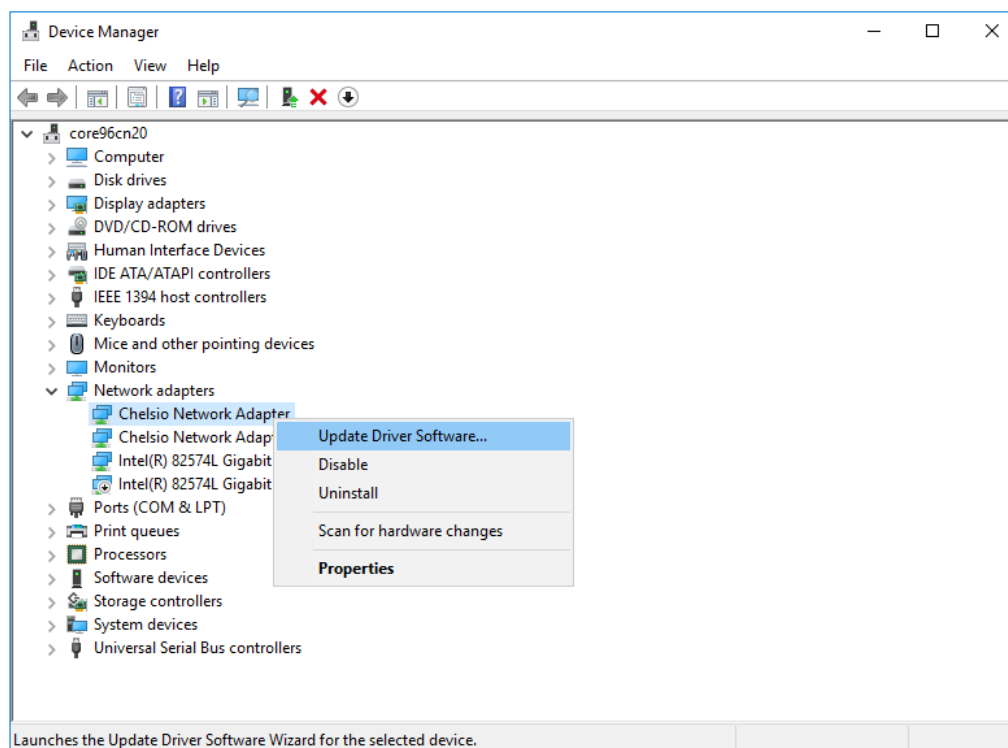 Device Manager
File Action View Help
core96cn20
Computer
Disk drives
Display adapters
DVD/CD-ROM drives
Human Interface Devices
IDE ATA/ATAPI controllers
IEEE 1394 host controllers
Keyboards
Mice and other pointing devices
Monitors
Network adapters
Chelsio Network Adapter
Chelsio Network
Intel(R) 82574L Gigabit
Intel(R) 82574L Gigabit
Update Driver Software...
Disable
Uninstall
Scan for hardware changes
Properties
Ports (COM & LPT)
Print queues
Processors
Software devices
Storage controllers
System devices
Universal Serial Bus controllers
Launches the Update Driver Software Wizard for the selected device.